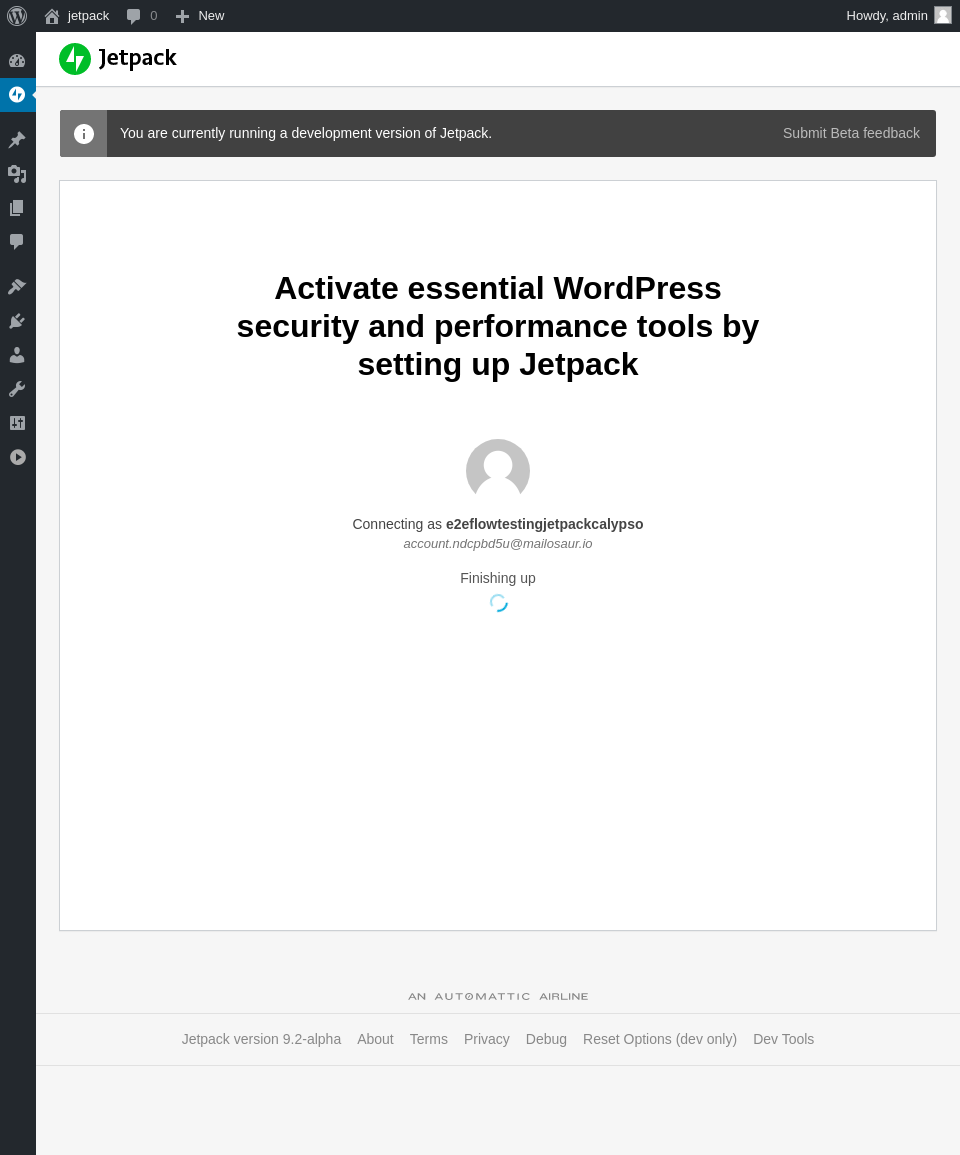 jetpack 0 New Howdy, admin
Jetpack
You are currently running a development version of Jetpack. Submit Beta feedback
Activate essential WordPress
security and performance tools by
setting up Jetpack
Connecting as e2eflowtestingjetpackcalypso
account.ndcpbd5u@mailosaur.io
Finishing up
AN AUTOMATTIC AIRLINE
Jetpack version 9.2-alpha About Terms Privacy Debug Reset Options (dev only) Dev Tools